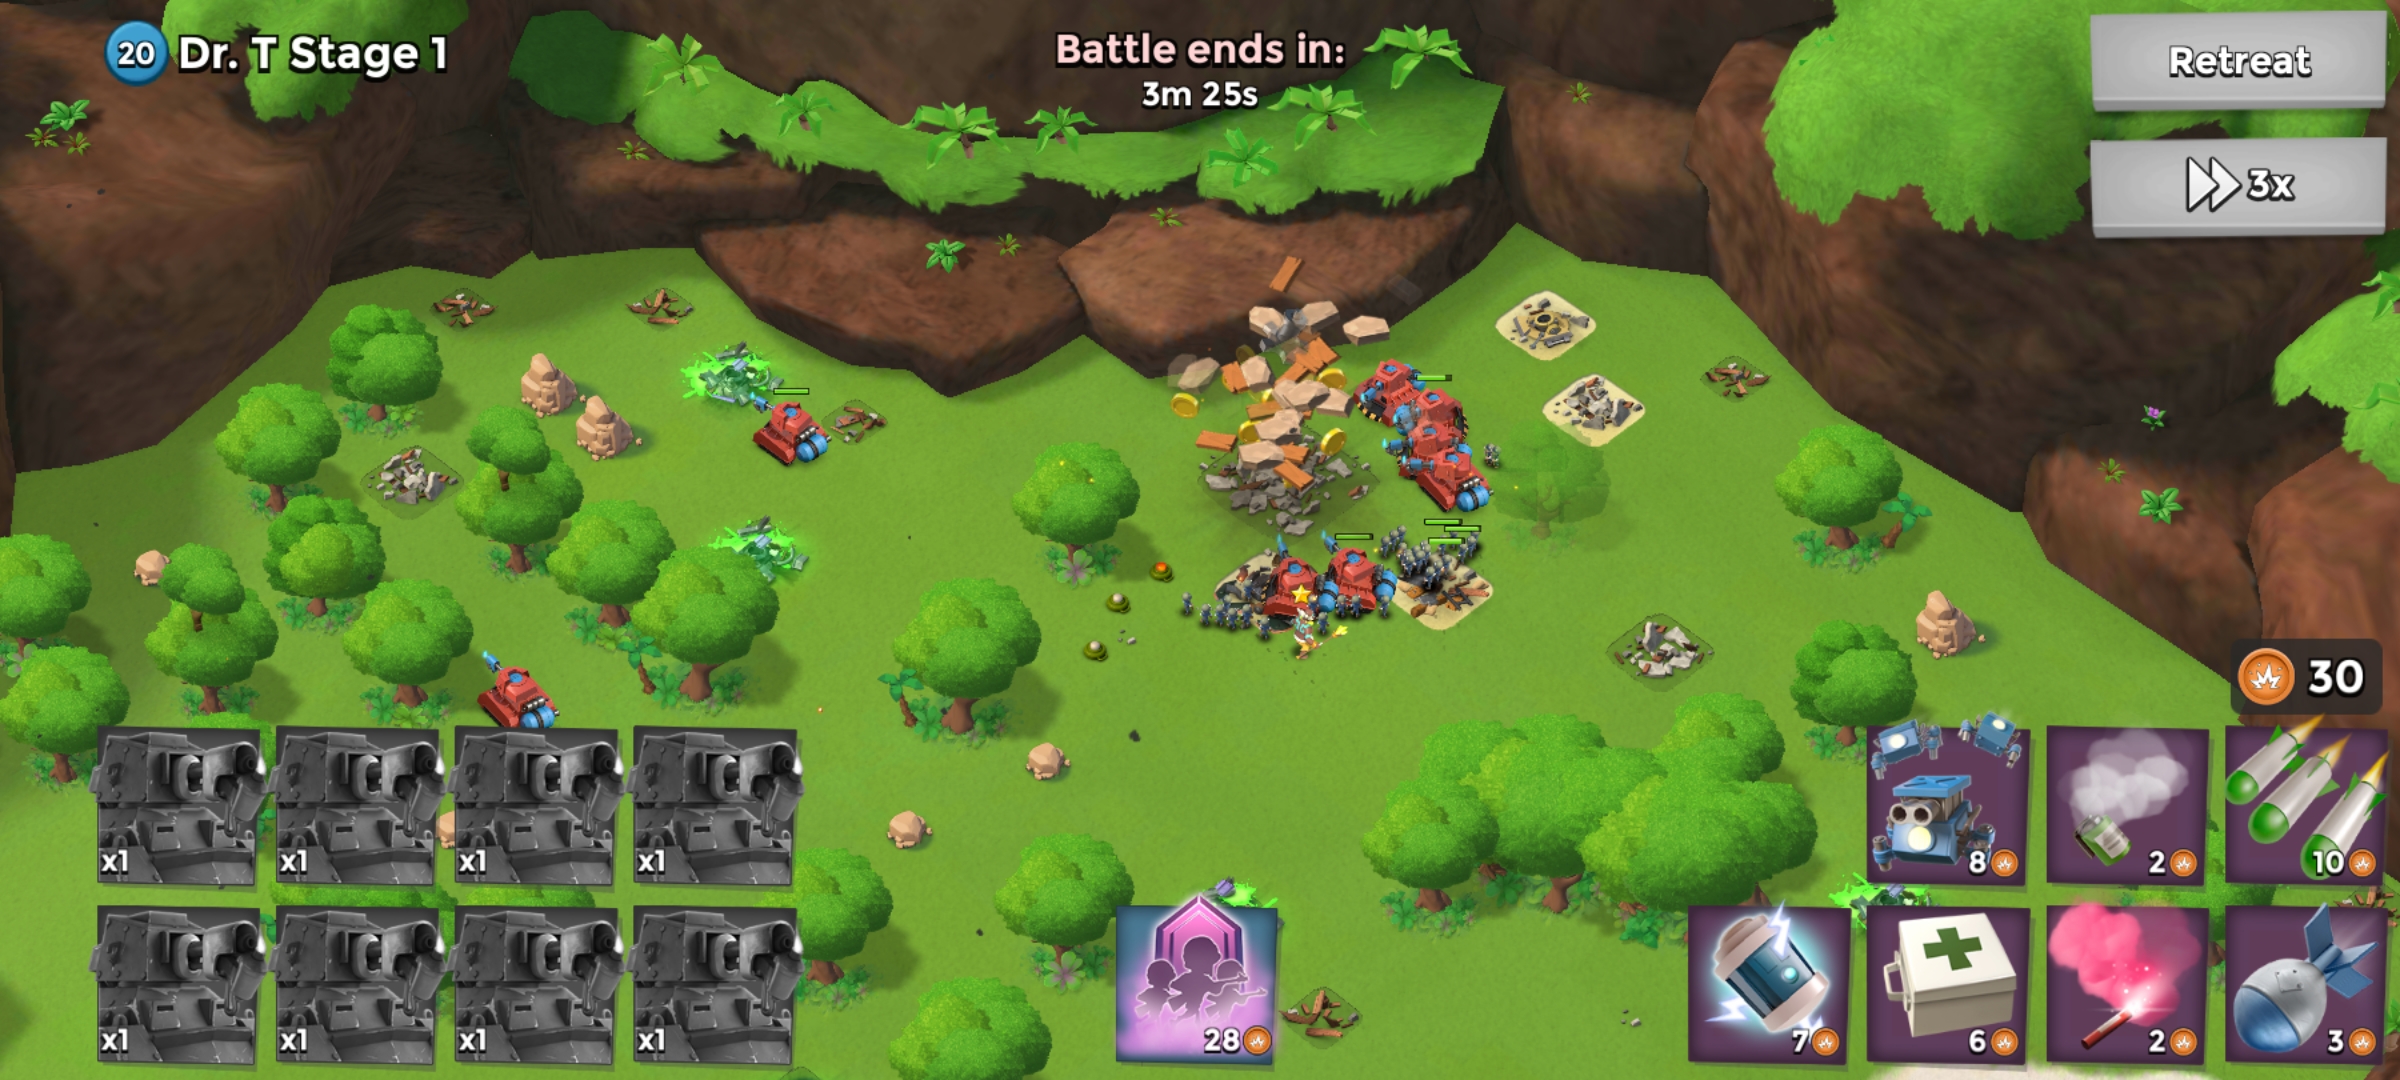 20 Dr. T Stage 1
Battle ends in:
3m 25s
Retreat
3x
30
8
2
10
x1
x1
x1
x1
x1
x1
x1
x1
28
7
6
2
3